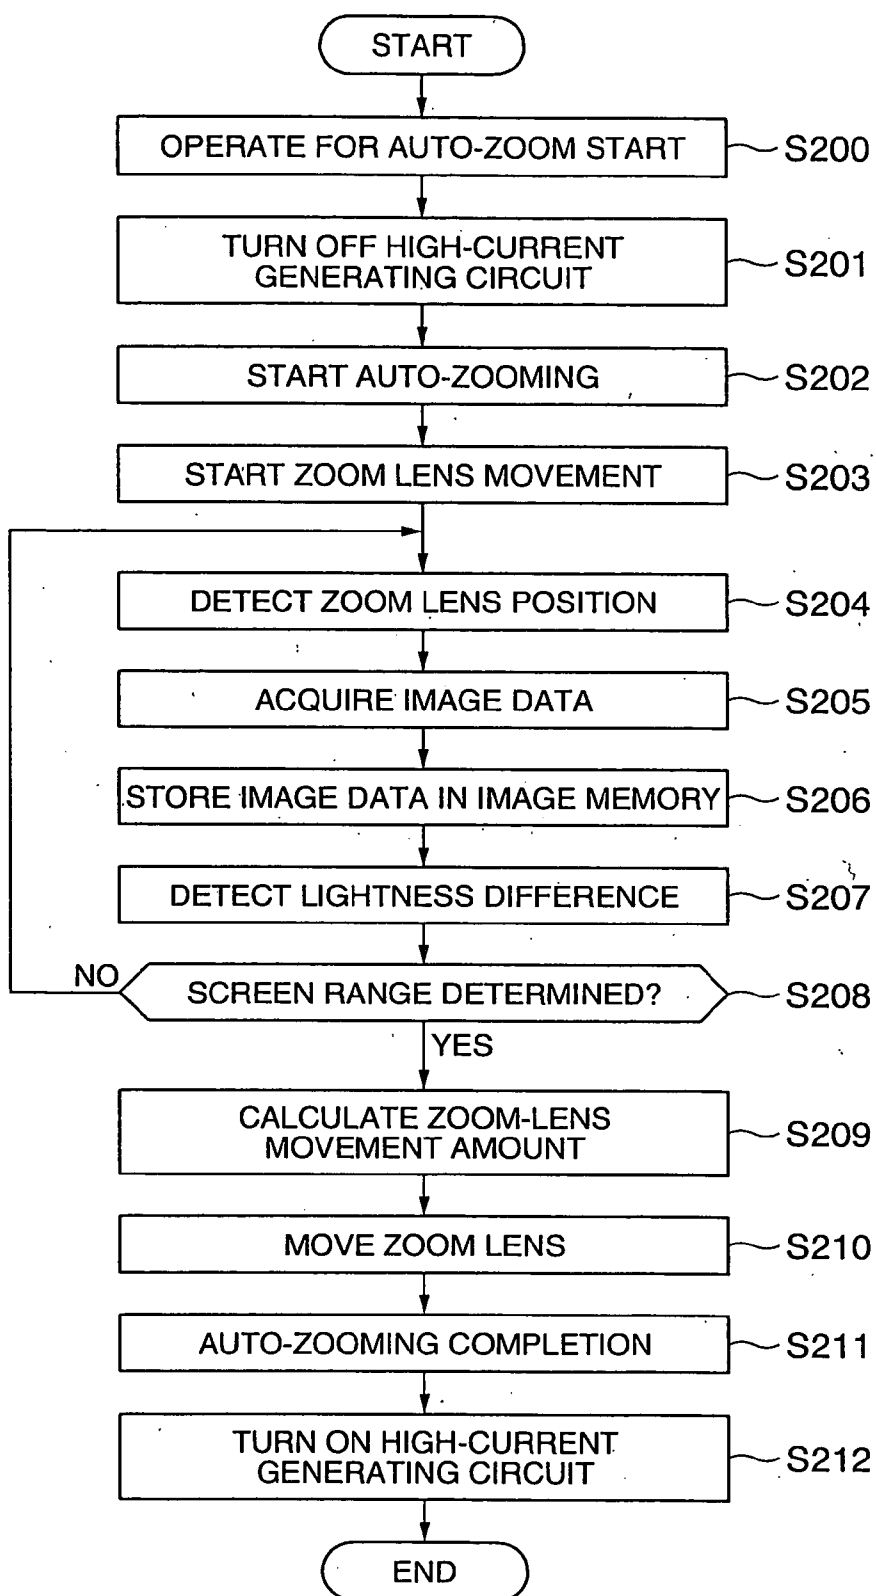 START
OPERATE FOR AUTO-ZOOM START S200
TURN OFF HIGH-CURRENT
GENERATING CIRCUIT S201
START AUTO-ZOOMING S202
START ZOOM LENS MOVEMENT S203
DETECT ZOOM LENS POSITION S204
ACQUIRE IMAGE DATA S205
STORE IMAGE DATA IN IMAGE MEMORY S206
DETECT LIGHTNESS DIFFERENCE S207
NO SCREEN RANGE DETERMINED? S208
YES
CALCULATE ZOOM-LENS
MOVEMENT AMOUNT S209
MOVE ZOOM LENS S210
AUTO-ZOOMING COMPLETION S211
TURN ON HIGH-CURRENT
GENERATING CIRCUIT S212
END